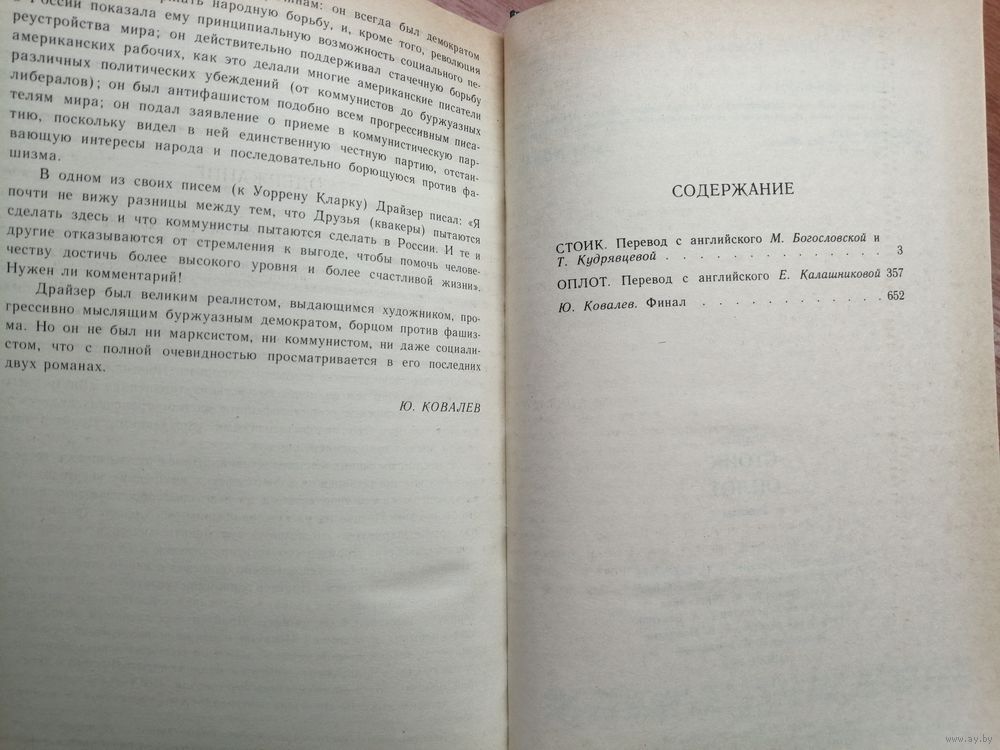 жать народную борьбу, и, кроме того, революция
России показала ему принципиальную возможность социального пе-
реустройства мира; он действительно поддерживал стачечную борьбу
американских рабочих, как это делали многие американские писатели
различных политических убеждений (от коммунистов до буржуазных
либералов); он был антифашистом подобно всем прогрессивным писа-
телям мира; он подал заявление о приеме в коммунистическую пар-
тию, поскольку видел в ней единственную честную партию, отстаи-
вающую интересы народа и последовательно борющуюся против фа-
шизма.
В одном из своих писем (к Уоррену Кларку) Драйзер писал: «Я
почти не вижу разницы между тем, что Друзья (квакеры) пытаются
сделать здесь и что коммунисты пытаются сделать в России. И те и
другие отказываются от стремления к выгоде, чтобы помочь челове-
честву достичь более высокого уровня и более счастливой жизни».
Нужен ли комментарий!
Драйзер был великим реалистом, выдающимся художником, про-
грессивно мыслящим буржуазным демократом, борцом против фашиз-
ма. Но он не был ни марксистом, ни коммунистом, ни даже социали-
стом, что с полной очевидностью просматривается в его последних
двух романах.
Ю. КОВАЛЕВ
СОДЕРЖАНИЕ
СТОИК. Перевод с английского М. Богословской и
Т. Кудрявцевой . . . . . . . . . . . . . . 3
ОПЛОТ. Перевод с английского Е. Калашниковой 357
Ю. Ковалев. Финал . . . . . . . . . . . . 652
www.ay.by